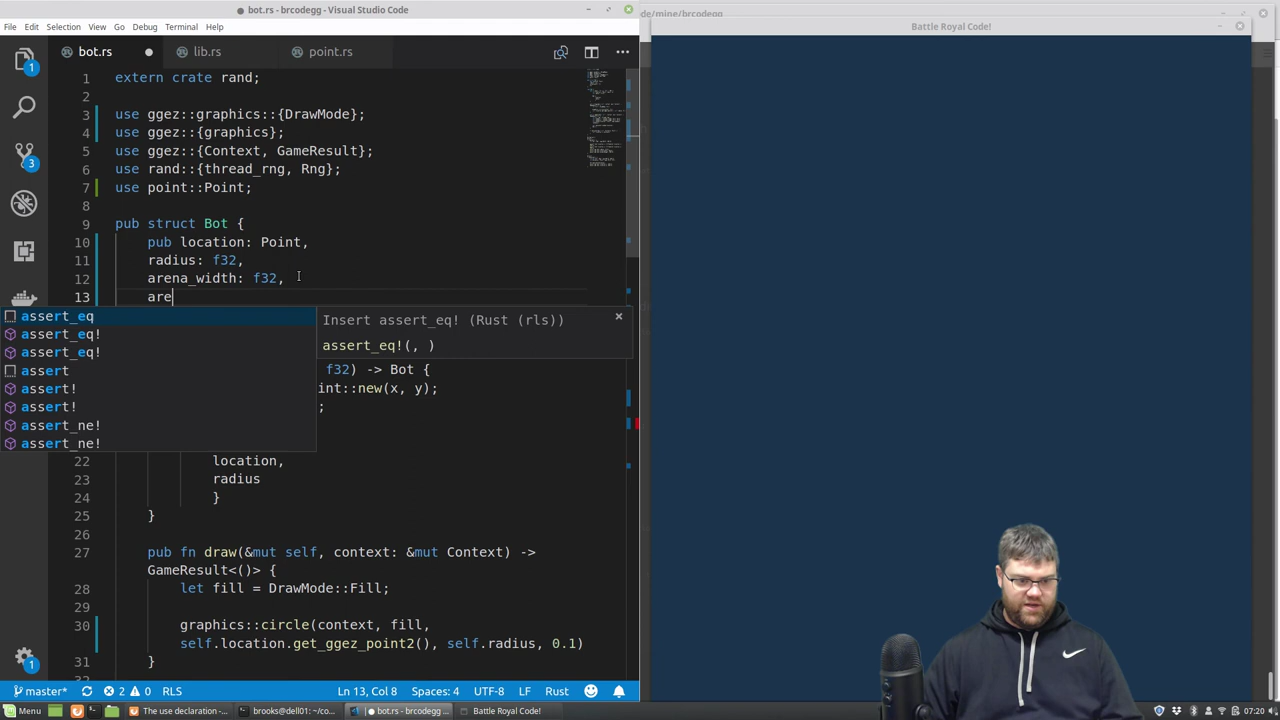 bot.rs - brcodegg - Visual Studio Code
de/mine/brcodegg
Battle Royal Code!
File Edit Selection View Go Debug Terminal Help
bot.rs lib.rs point.rs
1 extern crate rand;
2
3 use ggez::graphics::{DrawMode};
4 use ggez::{graphics};
5 use ggez::{Context, GameResult};
6 use rand::{thread_rng, Rng};
7 use point::Point;
8
9 pub struct Bot {
10 pub location: Point,
11 radius: f32,
12 arena_width: f32,
13 are
assert_eq
assert_eq!
assert_eq!
assert
assert!
assert!
assert_ne!
assert_ne!
Insert assert_eq! (Rust (rls))
assert_eq!(, )
f32) -> Bot {
int::new(x, y);
;
22 location,
23 radius
24 }
25 }
26
27 pub fn draw(&mut self, context: &mut Context) ->
GameResult<()> {
28 let fill = DrawMode::Fill;
29
30 graphics::circle(context, fill,
self.location.get_ggez_point2(), self.radius, 0.1)
31 }
1
3
1
master* 2 0 RLS Ln 13, Col 8 Spaces: 4 UTF-8 LF Rust
Menu The use declaration -... brooks@dell01: ~/co... bot.rs - brcodegg - ... Battle Royal Code! 07:20